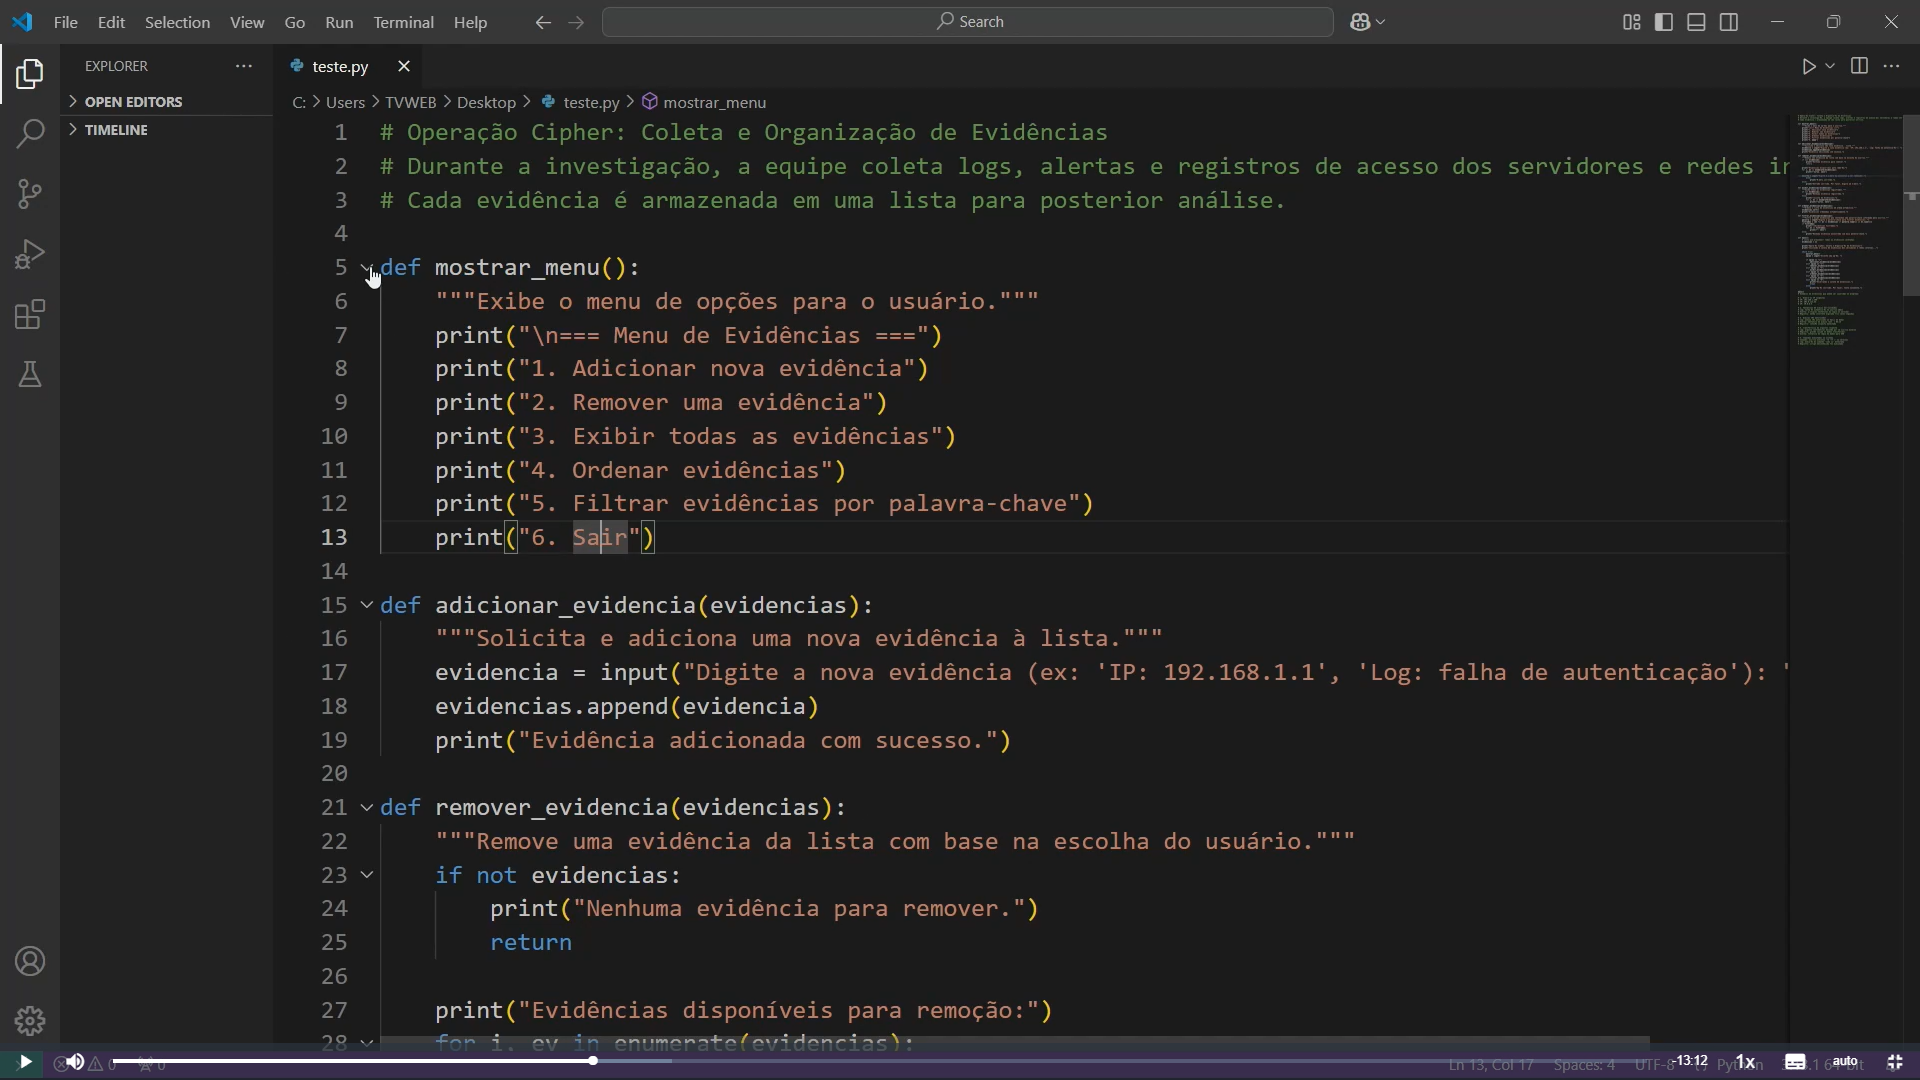 File Edit Selection View Go Run Terminal Help
Search
EXPLORER
OPEN EDITORS
TIMELINE
teste.py
C: > Users > TVWEB > Desktop > teste.py > mostrar_menu
1 # Operação Cipher: Coleta e Organização de Evidências
2 # Durante a investigação, a equipe coleta logs, alertas e registros de acesso dos servidores e redes in
3 # Cada evidência é armazenada em uma lista para posterior análise.
4
5 def mostrar_menu():
6 """Exibe o menu de opções para o usuário."""
7 print("\n=== Menu de Evidências ===")
8 print("1. Adicionar nova evidência")
9 print("2. Remover uma evidência")
10 print("3. Exibir todas as evidências")
11 print("4. Ordenar evidências")
12 print("5. Filtrar evidências por palavra-chave")
13 print("6. Sair")
14
15 def adicionar_evidencia(evidencias):
16 """Solicita e adiciona uma nova evidência à lista."""
17 evidencia = input("Digite a nova evidência (ex: 'IP: 192.168.1.1', 'Log: falha de autenticação'): "
18 evidencias.append(evidencia)
19 print("Evidência adicionada com sucesso.")
20
21 def remover_evidencia(evidencias):
22 """Remove uma evidência da lista com base na escolha do usuário."""
23 if not evidencias:
24 print("Nenhuma evidência para remover.")
25 return
26
27 print("Evidências disponíveis para remoção:")
28 for i, ev in enumerate(evidencias):
0 0
Ln 13, Col 17 Spaces: 4 UTF-8 Python
-13:12 1x auto